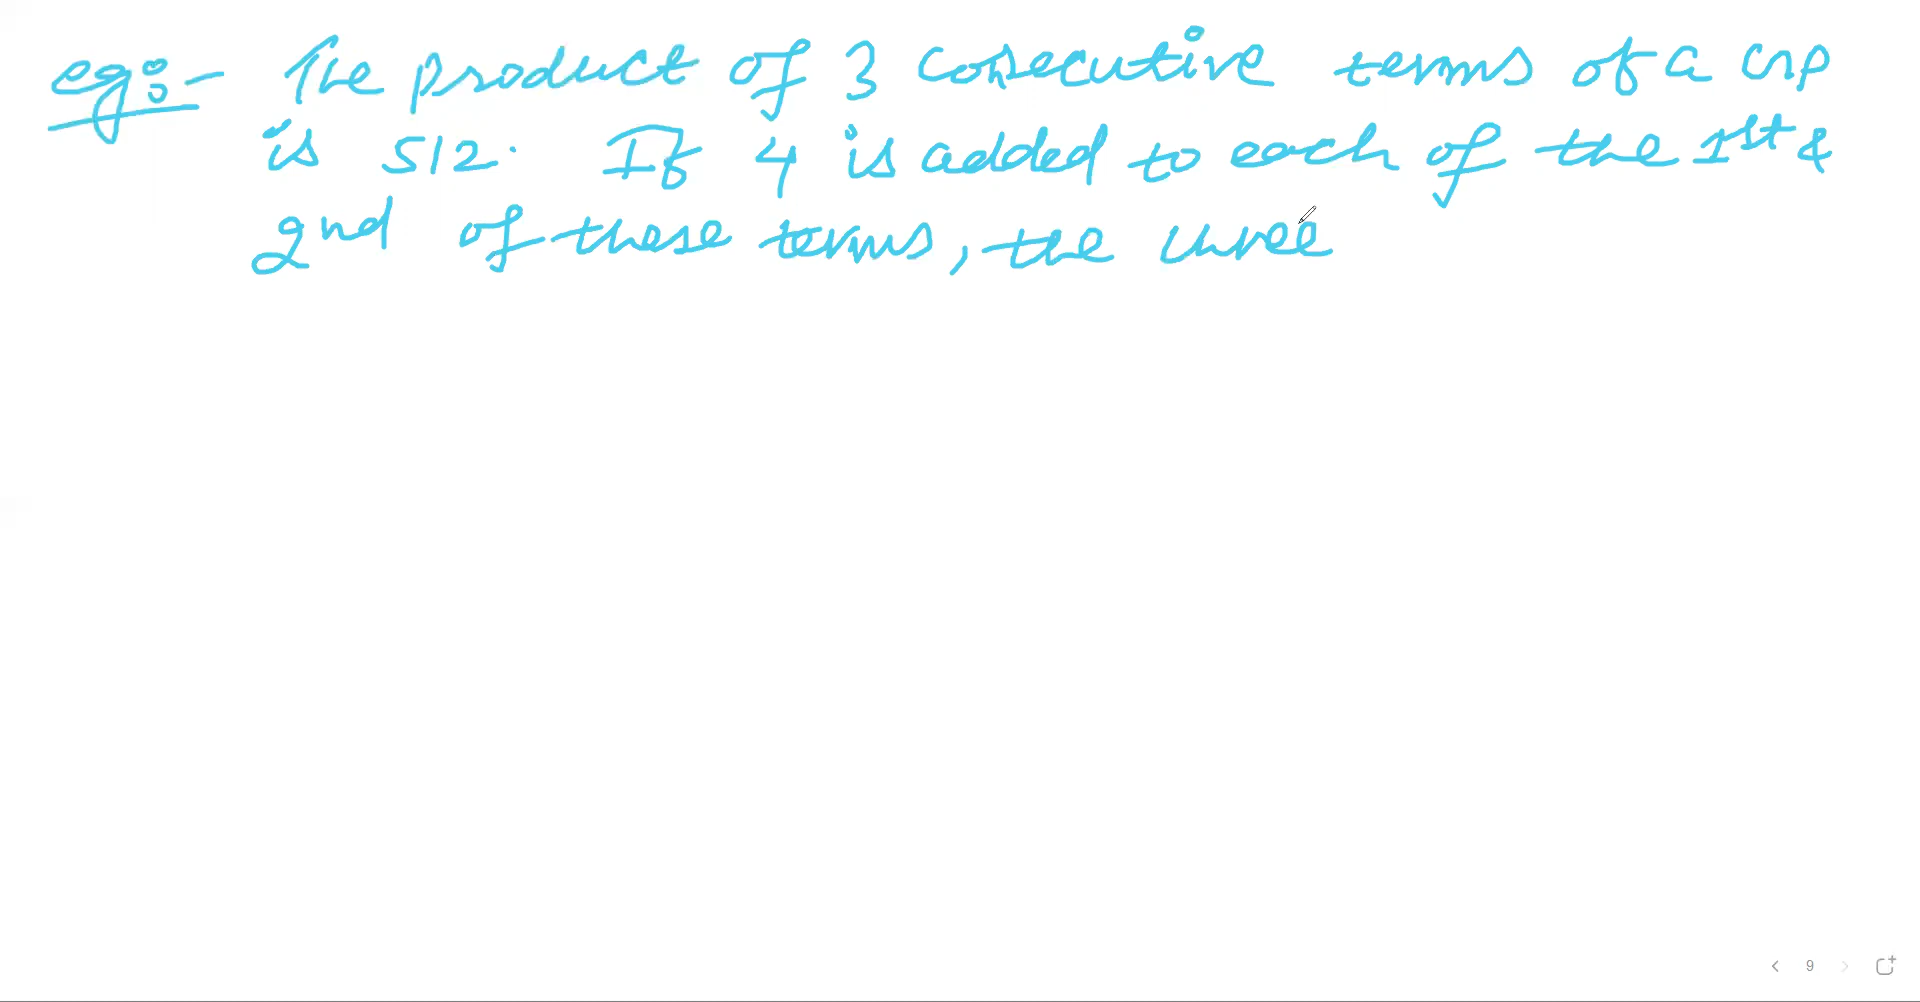 eg:- The product of 3 consecutive terms of a GP
is 512. If 4 is added to each of the 1st &
2nd of these terms, the three
9